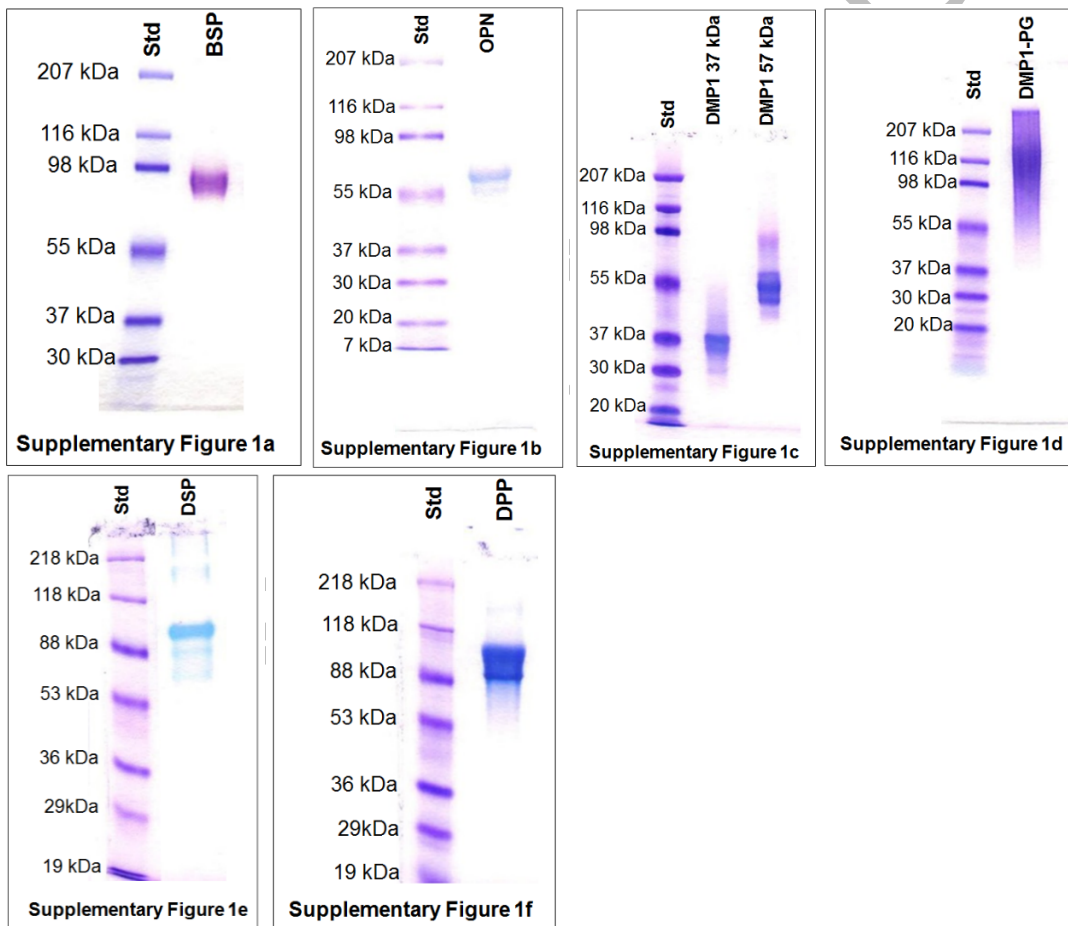 Std
BSP
207 kDa
116 kDa
98 kDa
55 kDa
37 kDa
30 kDa
Supplementary Figure 1a
Std
OPN
207 kDa
116 kDa
98 kDa
55 kDa
37 kDa
30 kDa
20 kDa
7 kDa
Supplementary Figure 1b
Std
DMP1 37 kDa
DMP1 57 kDa
207 kDa
116 kDa
98 kDa
55 kDa
37 kDa
30 kDa
20 kDa
Supplementary Figure 1c
Std
DMP1-PG
207 kDa
116 kDa
98 kDa
55 kDa
37 kDa
30 kDa
20 kDa
Supplementary Figure 1d
Std
DSP
218 kDa
118 kDa
88 kDa
53 kDa
36 kDa
29kDa
19 kDa
Supplementary Figure 1e
Std
DPP
218 kDa
118 kDa
88 kDa
53 kDa
36 kDa
29kDa
19 kDa
Supplementary Figure 1f